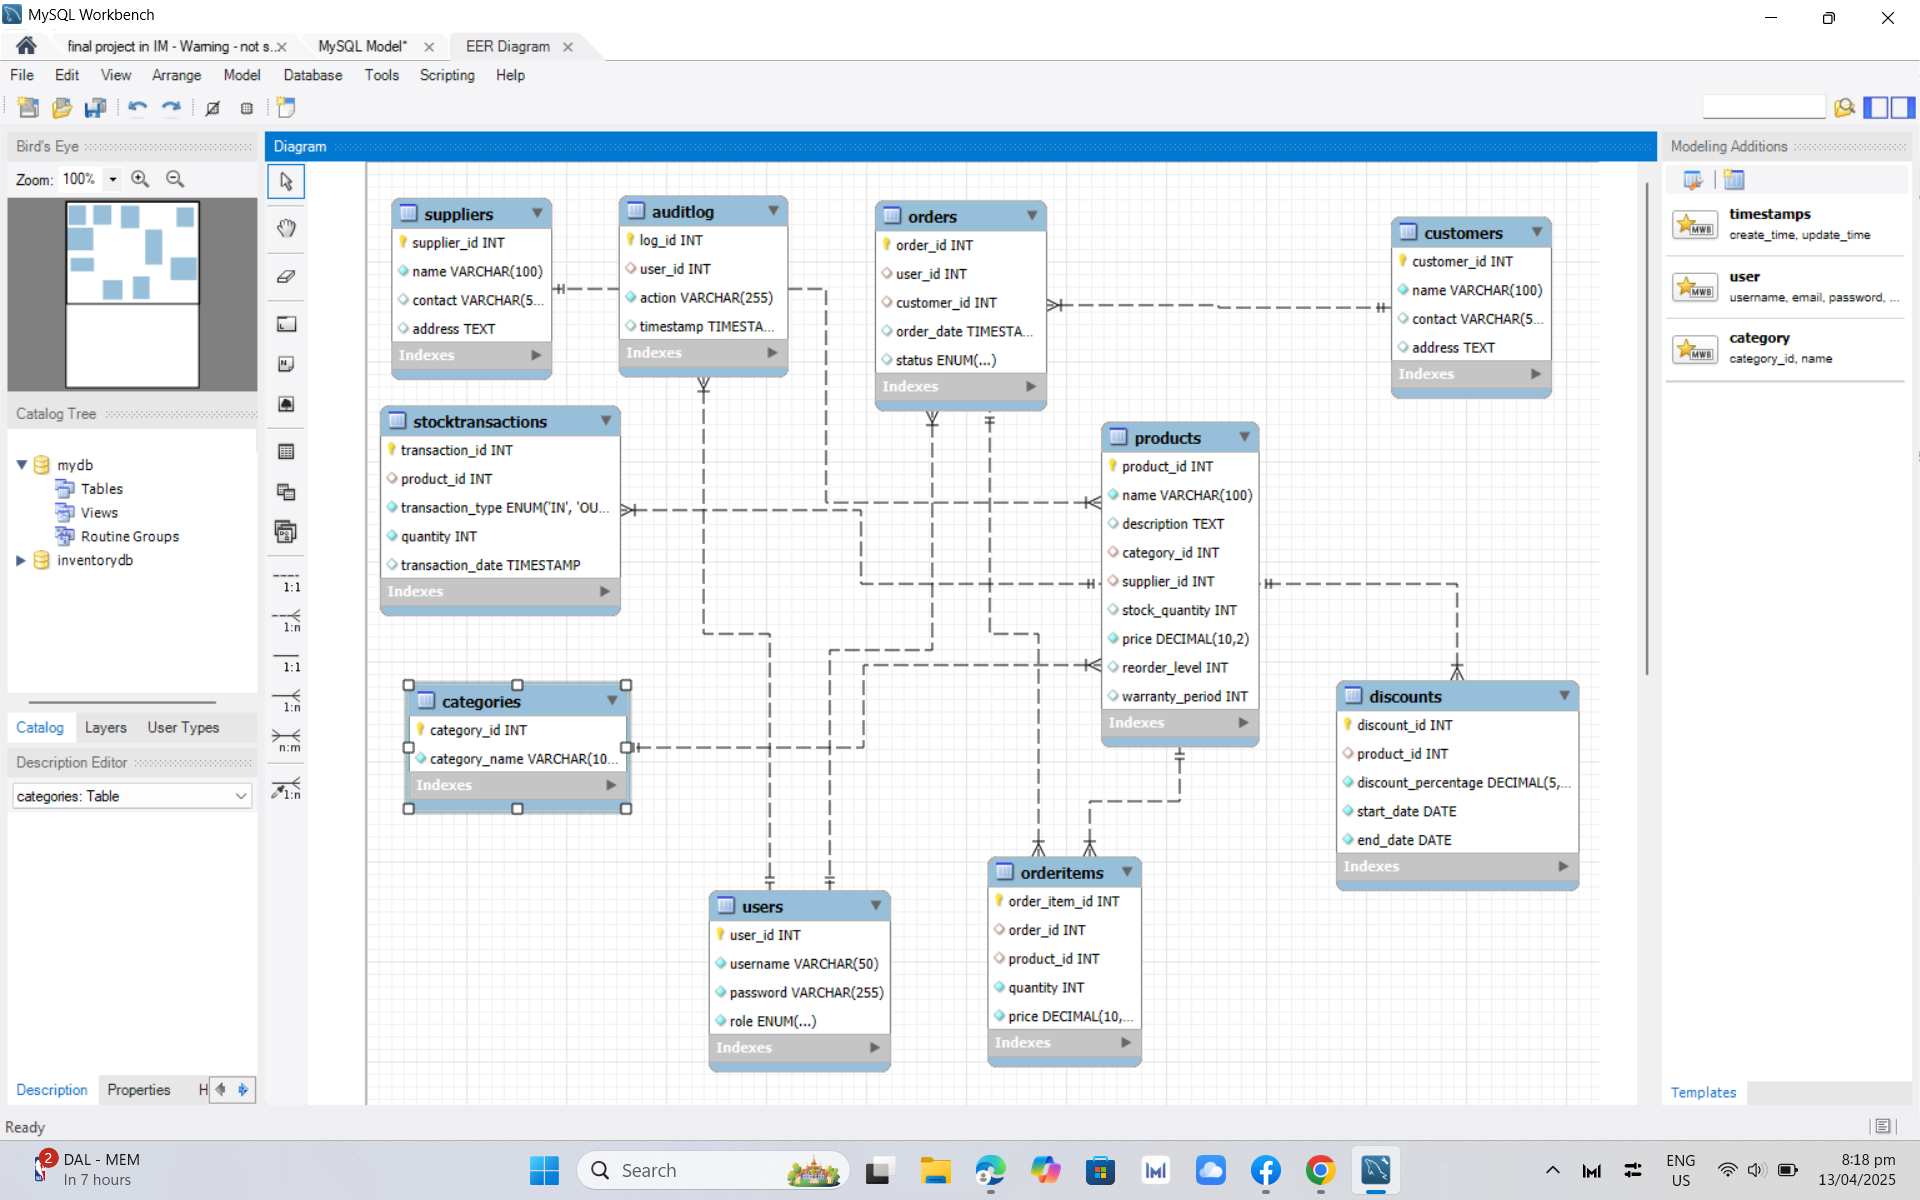 MySQL Workbench
final project in IM - Warning - not s...
MySQL Model*
EER Diagram
File Edit View Arrange Model Database Tools Scripting Help
Bird's Eye
Zoom: 100%
Catalog Tree
mydb
Tables
Views
Routine Groups
inventorydb
Catalog Layers User Types
Description Editor
categories: Table
Description Properties H
Ready
Diagram
1:1
1:n
1:1
1:n
n:m
1:n
suppliers
supplier_id INT
name VARCHAR(100)
contact VARCHAR(5...
address TEXT
Indexes
auditlog
log_id INT
user_id INT
action VARCHAR(255)
timestamp TIMESTA...
Indexes
orders
order_id INT
user_id INT
customer_id INT
order_date TIMESTA...
status ENUM(...)
Indexes
customers
customer_id INT
name VARCHAR(100)
contact VARCHAR(5...
address TEXT
Indexes
stocktransactions
transaction_id INT
product_id INT
transaction_type ENUM('IN', 'OU...
quantity INT
transaction_date TIMESTAMP
Indexes
products
product_id INT
name VARCHAR(100)
description TEXT
category_id INT
supplier_id INT
stock_quantity INT
price DECIMAL(10,2)
reorder_level INT
warranty_period INT
Indexes
categories
category_id INT
category_name VARCHAR(10...
Indexes
discounts
discount_id INT
product_id INT
discount_percentage DECIMAL(5,...
start_date DATE
end_date DATE
Indexes
users
user_id INT
username VARCHAR(50)
password VARCHAR(255)
role ENUM(...)
Indexes
orderitems
order_item_id INT
order_id INT
product_id INT
quantity INT
price DECIMAL(10,...
Indexes
Modeling Additions
MWB
timestamps
create_time, update_time
MWB
user
username, email, password, ...
MWB
category
category_id, name
Templates
2
DAL - MEM
In 7 hours
Search
ENG
US
8:18 pm
13/04/2025